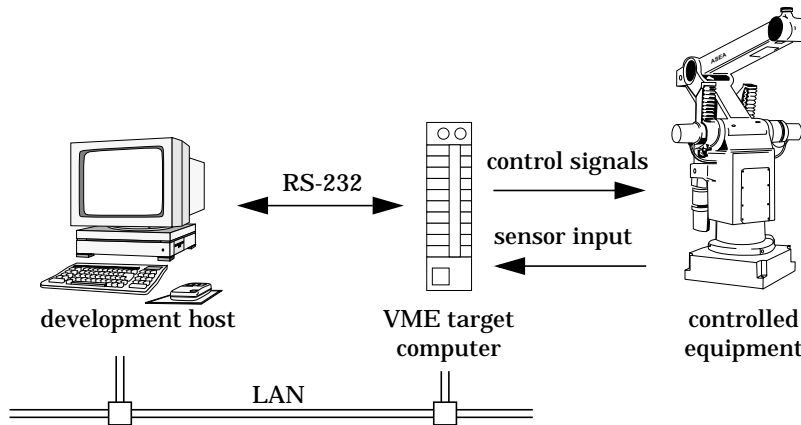 ASEA
control signals
RS-232
sensor input
development host
VME target
computer
controlled
equipment
LAN